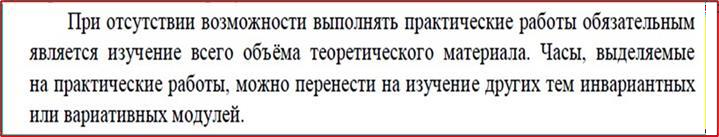 При отсутствии возможности выполнять практические работы обязательным
является изучение всего объёма теоретического материала. Часы, выделяемые
на практические работы, можно перенести на изучение других тем инвариантных
или вариативных модулей.